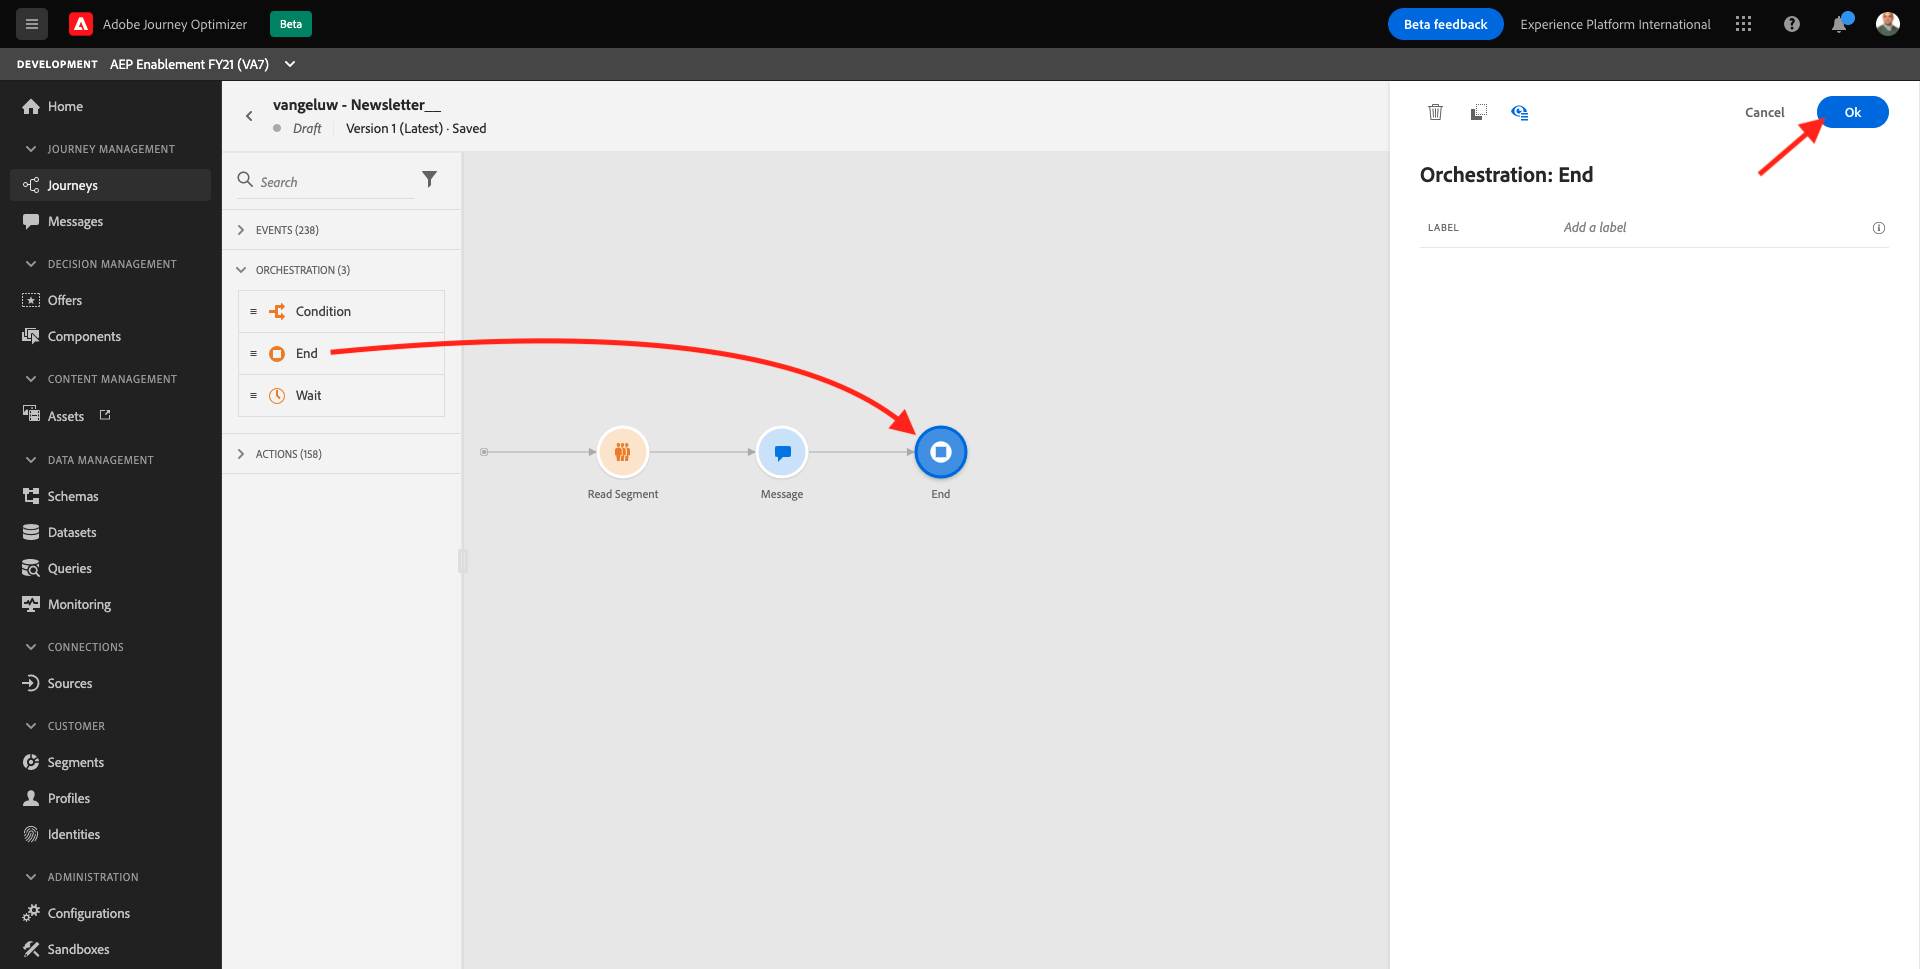 Adobe Journey Optimizer Beta Beta feedback Experience Platform International
DEVELOPMENT AEP Enablement FY21 (VA7)
Home
JOURNEY MANAGEMENT
Journeys
Messages
DECISION MANAGEMENT
Offers
Components
CONTENT MANAGEMENT
Assets
DATA MANAGEMENT
Schemas
Datasets
Queries
Monitoring
CONNECTIONS
Sources
CUSTOMER
Segments
Profiles
Identities
ADMINISTRATION
Configurations
Sandboxes
vangeluw - Newsletter__
Draft Version 1 (Latest) · Saved
Search
EVENTS (238)
ORCHESTRATION (3)
Condition
End
Wait
ACTIONS (158)
Read Segment
Message
End
Cancel Ok
Orchestration: End
LABEL Add a label